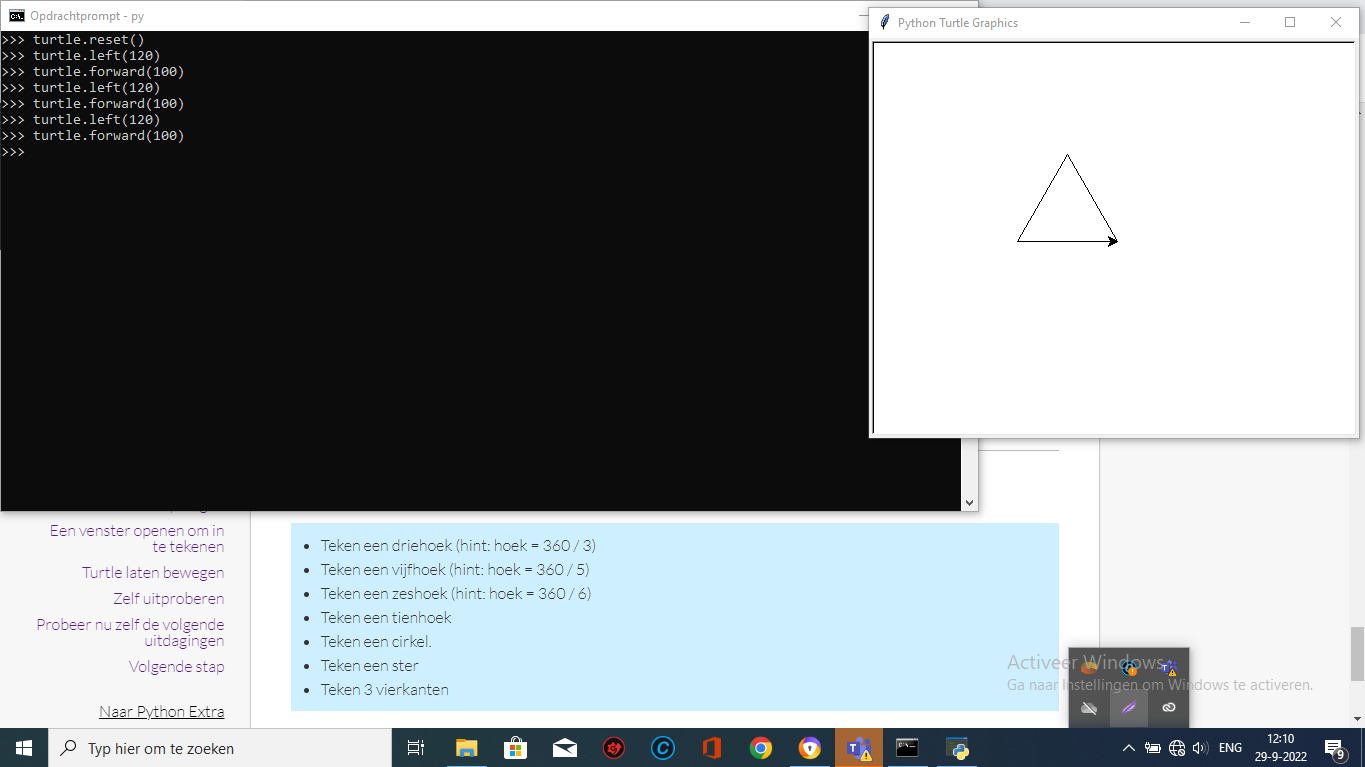 Opdrachtprompt - py
>>> turtle.reset()
>>> turtle.left(120)
>>> turtle.forward(100)
>>> turtle.left(120)
>>> turtle.forward(100)
>>> turtle.left(120)
>>> turtle.forward(100)
>>>
Python Turtle Graphics
Een venster openen om in
te tekenen
Turtle laten bewegen
Zelf uitproberen
Probeer nu zelf de volgende
uitdagingen
Volgende stap
Naar Python Extra
• Teken een driehoek (hint: hoek = 360 / 3)
• Teken een vijfhoek (hint: hoek = 360 / 5)
• Teken een zeshoek (hint: hoek = 360 / 6)
• Teken een tienhoek
• Teken een cirkel.
• Teken een ster
• Teken 3 vierkanten
Activeer Windows
Ga naar Instellingen om Windows te activeren.
Typ hier om te zoeken
ENG
12:10
29-9-2022
9